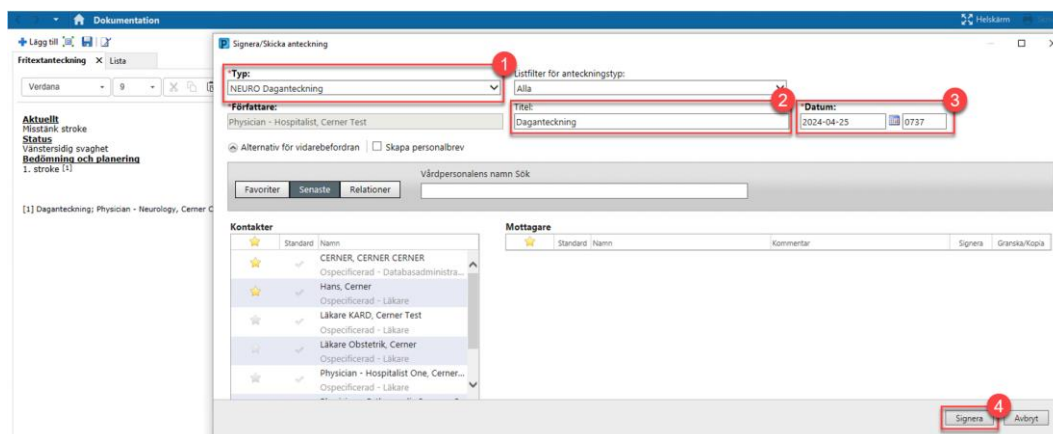 Dokumentation
Helskärm
Lägg till
Fritextanteckning X Lista
Verdana 9
Aktuellt
Misstänk stroke
Status
Vänstersidig svaghet
Bedömning och planering
1. stroke [1]
[1] Daganteckning; Physician - Neurology, Cerner C
Signera/Skicka anteckning
1
*Typ:
NEURO Daganteckning
Listfilter för anteckningstyp:
Alla
*Författare:
Physician - Hospitalist, Cerner Test
2
Titel:
Daganteckning
3
*Datum:
2024-04-25 0737
Alternativ för vidarebefordran Skapa personalbrev
Favoriter Senaste Relationer
Vårdpersonalens namn Sök
Kontakter
Standard Namn
CERNER, CERNER CERNER
Ospecificerad - Databasadministra...
Hans, Cerner
Ospecificerad - Läkare
Läkare KARD, Cerner Test
Ospecificerad - Läkare
Läkare Obstetrik, Cerner
Ospecificerad - Läkare
Physician - Hospitalist One, Cerner...
Ospecificerad - Läkare
Mottagare
Standard Namn Kommentar Signera Granska/Kopia
4
Signera Avbryt